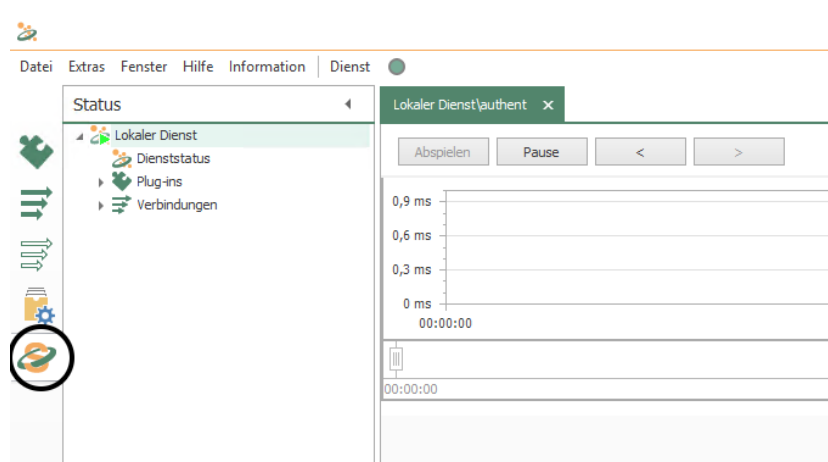 Datei Extras Fenster Hilfe Information Dienst
Status
Lokaler Dienst\authent
Lokaler Dienst
Dienststatus
Plug-ins
Verbindungen
Abspielen Pause < >
0,9 ms
0,6 ms
0,3 ms
0 ms
00:00:00
00:00:00